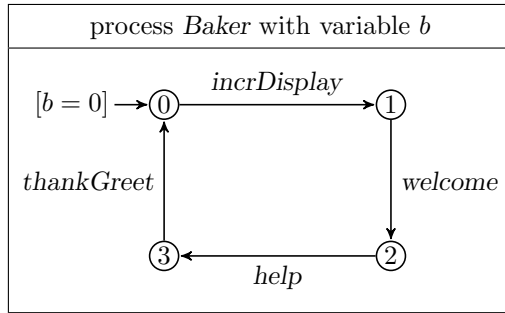 process Baker with variable b
incrDisplay
[b = 0] 0 1
thankGreet welcome
3 2
help